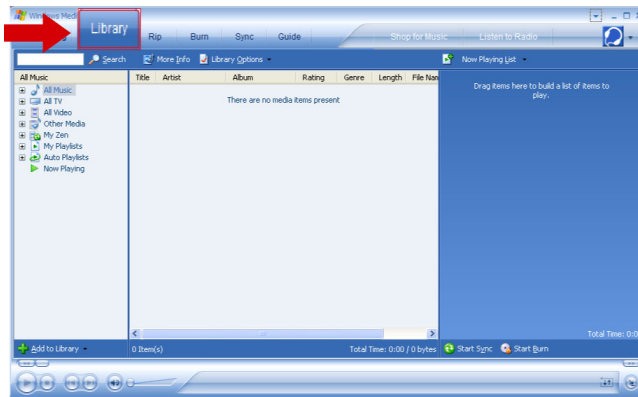 Windows Medi
Library
Rip Burn Sync Guide Shop for Music Listen to Radio
Search More Info Library Options Now Playing List
All Music Title Artist Album Rating Genre Length File Nan
All Music
All TV
All Video
Other Media
My Zen
My Playlists
Auto Playlists
Now Playing
There are no media items present
Drag items here to build a list of items to
play.
Total Time: 0:0
Add to Library 0 Item(s) Total Time: 0:00 / 0 bytes Start Sync Start Burn